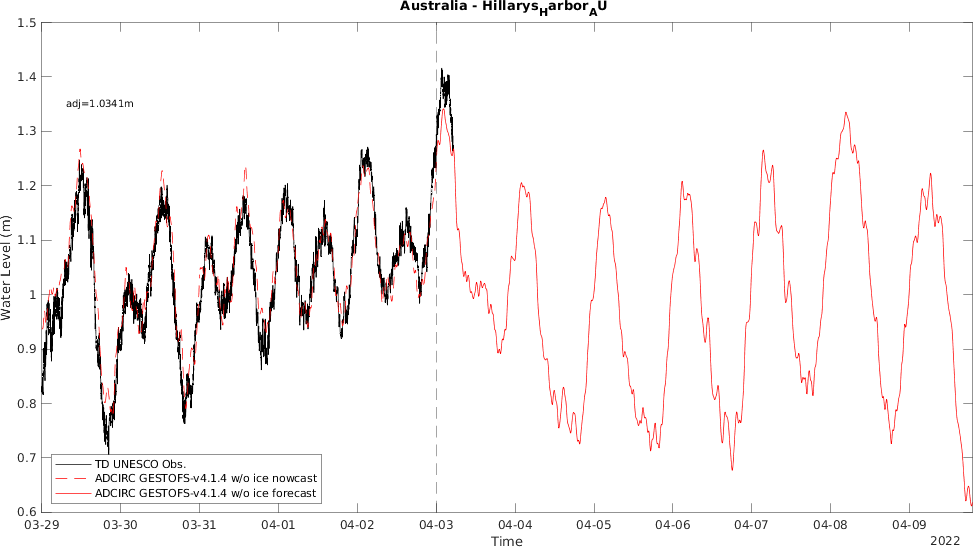 Australia - HillarysHarborAU
1.5
1.4
adj=1.0341m
1.3
1.2
1.1
Water Level (m)
1
0.9
0.8
0.7
TD UNESCO Obs.
ADCIRC GESTOFS-v4.1.4 w/o ice nowcast
ADCIRC GESTOFS-v4.1.4 w/o ice forecast
0.6
03-29 03-30 03-31 04-01 04-02 04-03 04-04 04-05 04-06 04-07 04-08 04-09
Time
2022